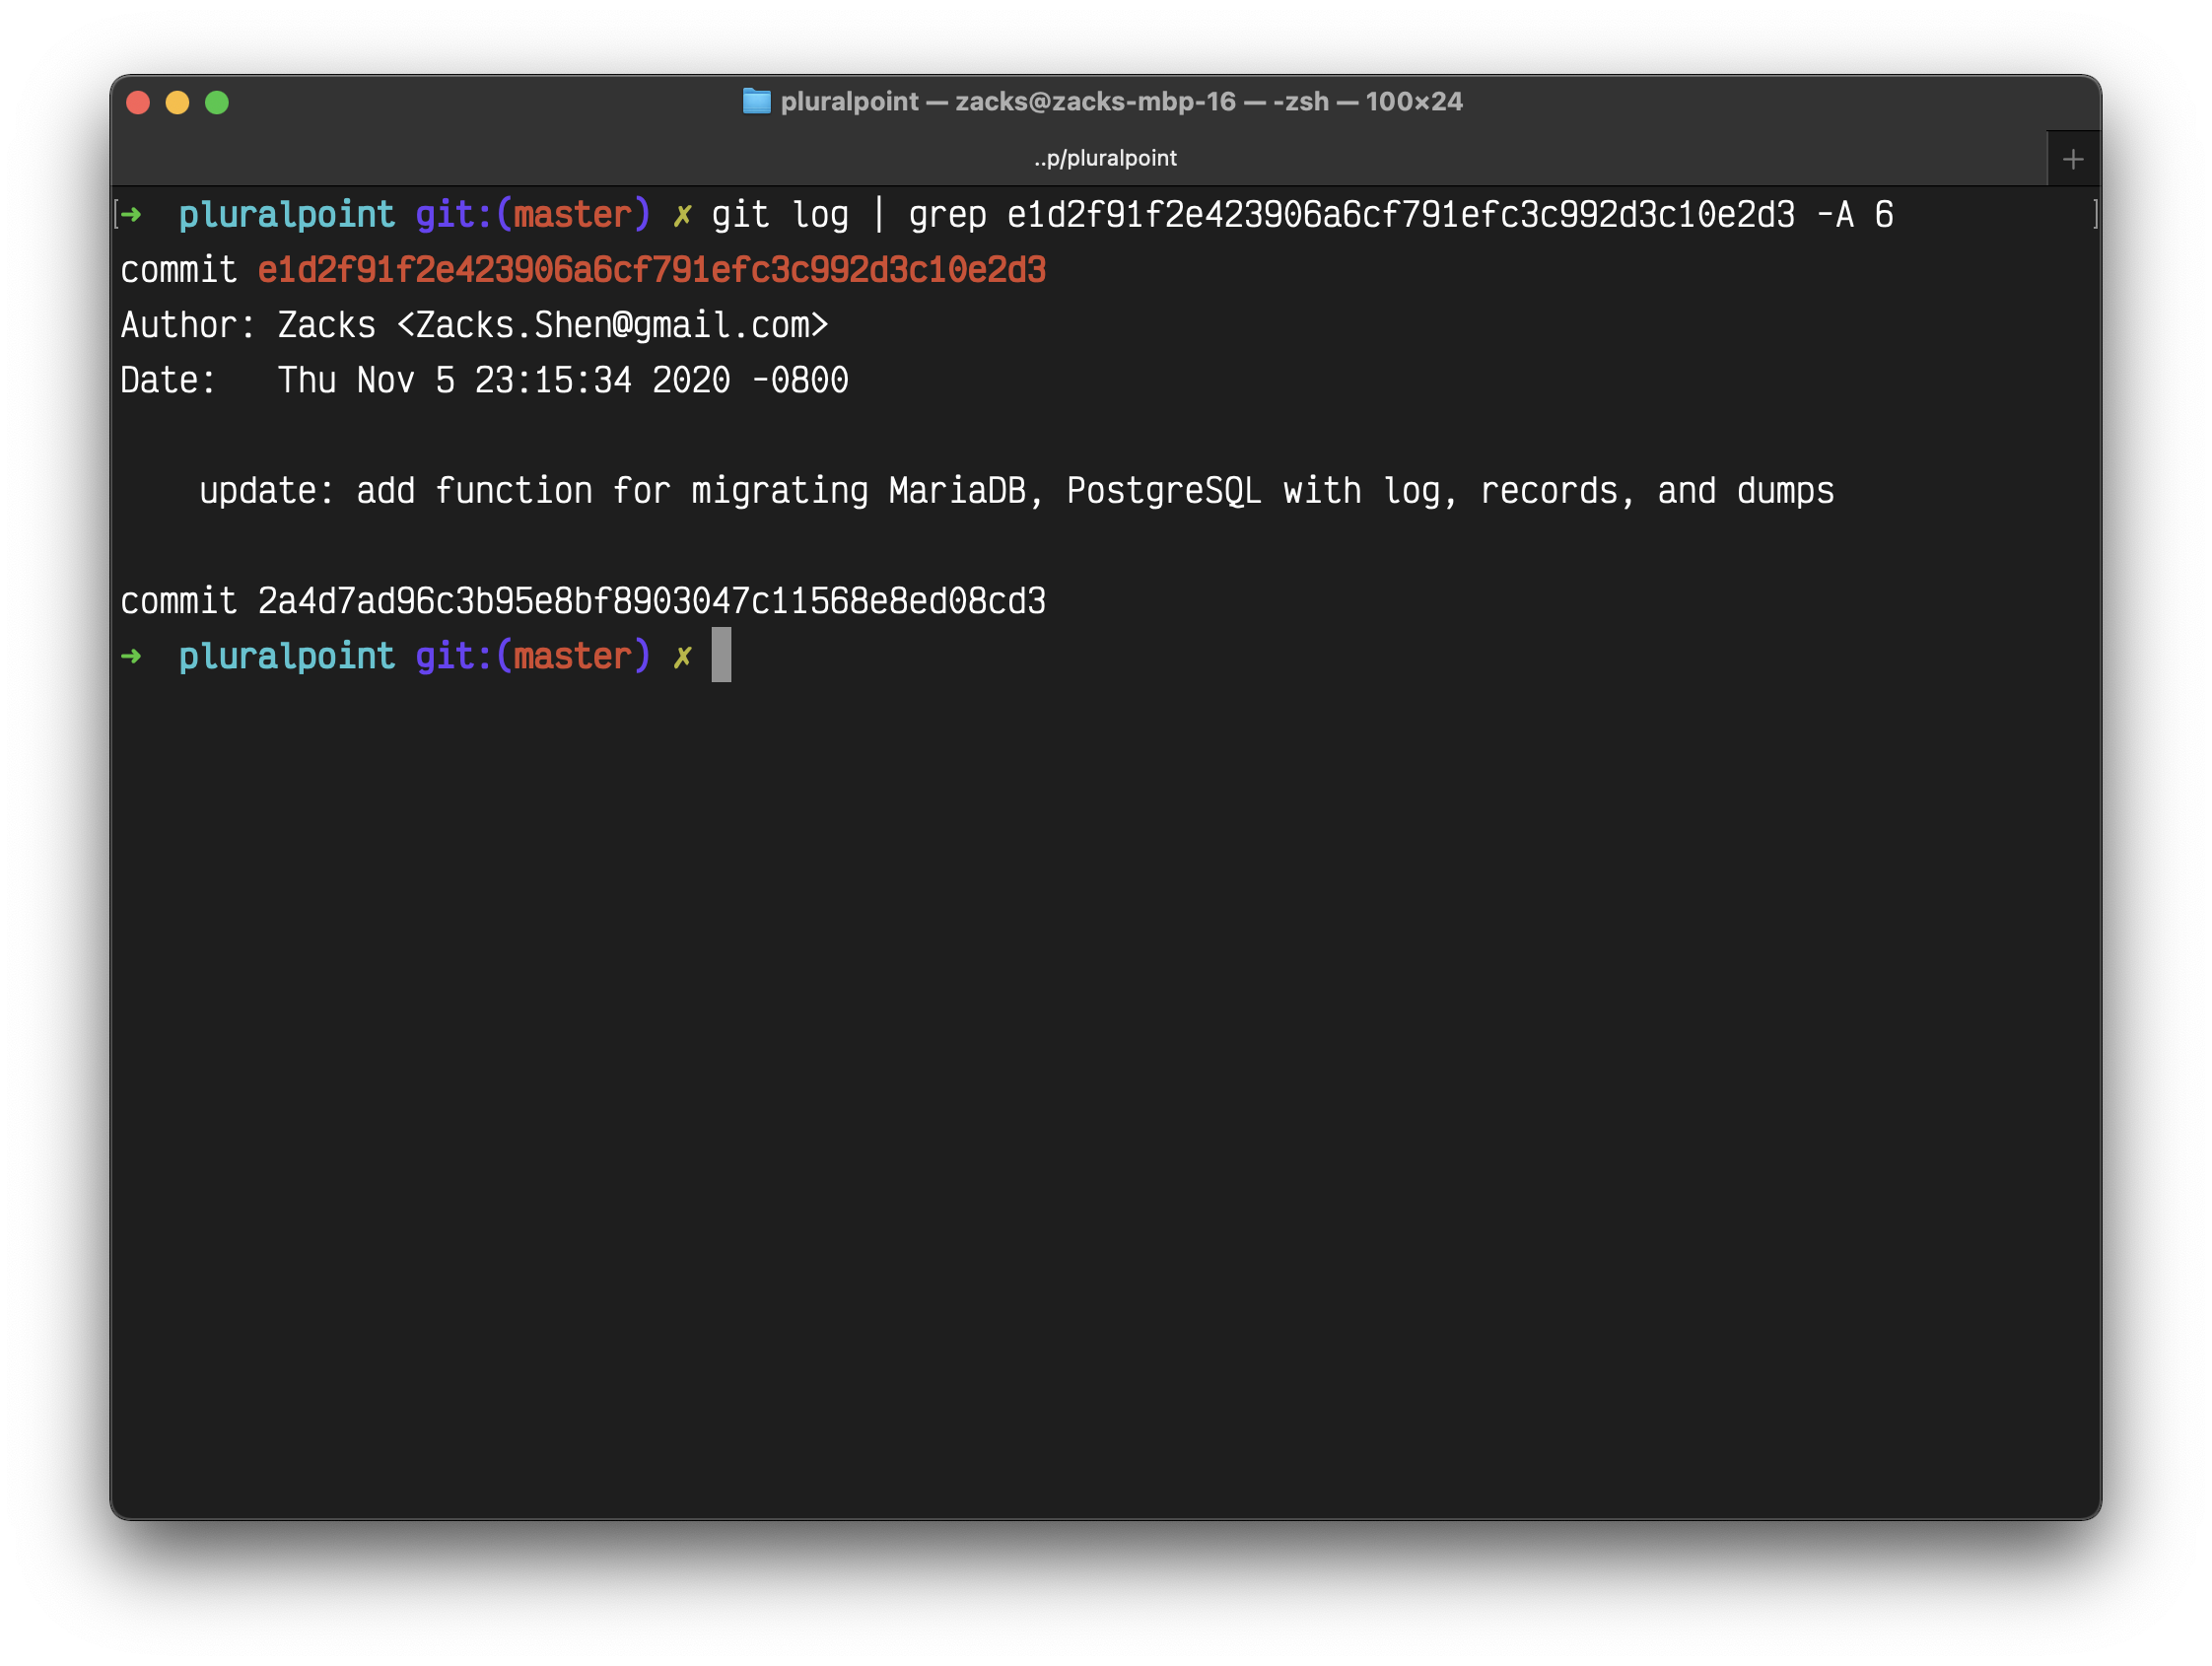 pluralpoint — zacks@zacks-mbp-16 — -zsh — 100×24
..p/pluralpoint
[➜  pluralpoint git:(master) ✗ git log | grep e1d2f91f2e423906a6cf791efc3c992d3c10e2d3 -A 6 ]
commit e1d2f91f2e423906a6cf791efc3c992d3c10e2d3
Author: Zacks <Zacks.Shen@gmail.com>
Date:   Thu Nov 5 23:15:34 2020 -0800
    update: add function for migrating MariaDB, PostgreSQL with log, records, and dumps
commit 2a4d7ad96c3b95e8bf8903047c11568e8ed08cd3
➜  pluralpoint git:(master) ✗